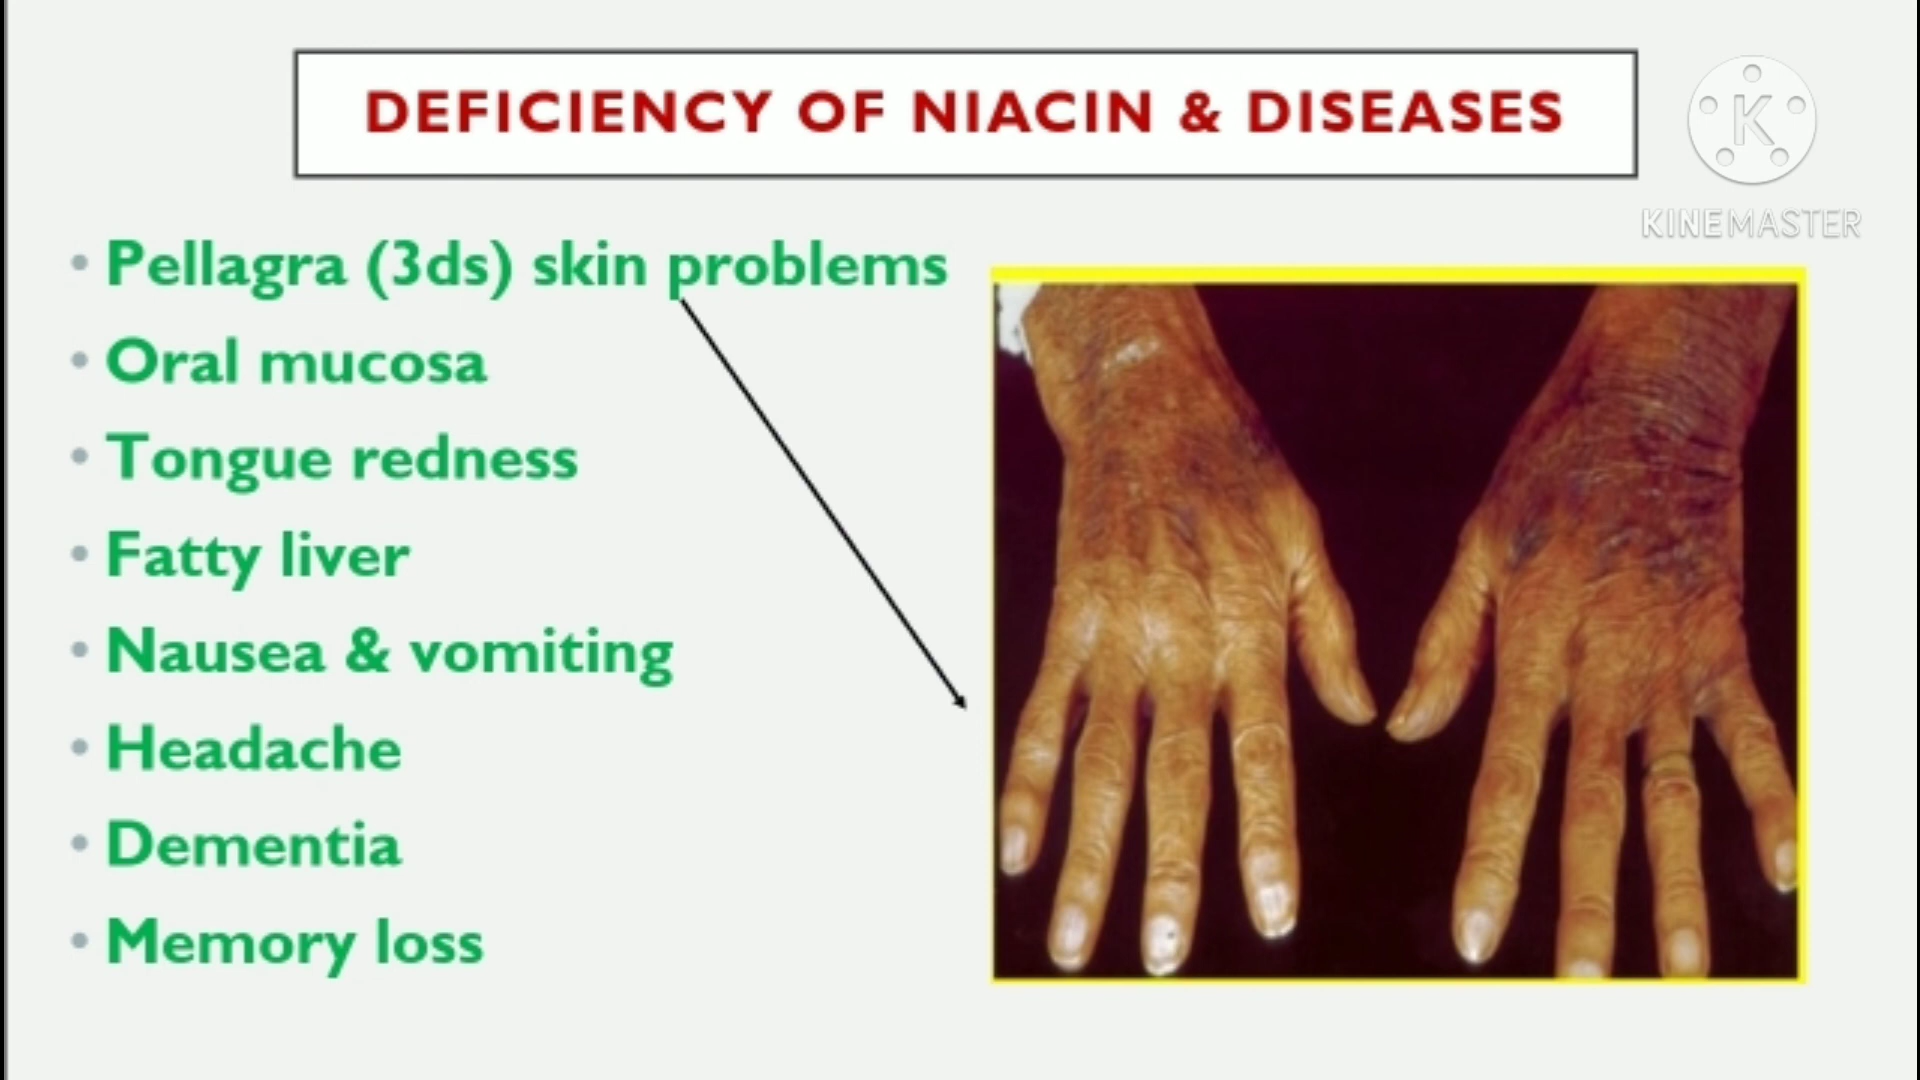 DEFICIENCY OF NIACIN & DISEASES
K
KINEMASTER
• Pellagra (3ds) skin problems
• Oral mucosa
• Tongue redness
• Fatty liver
• Nausea & vomiting
• Headache
• Dementia
• Memory loss